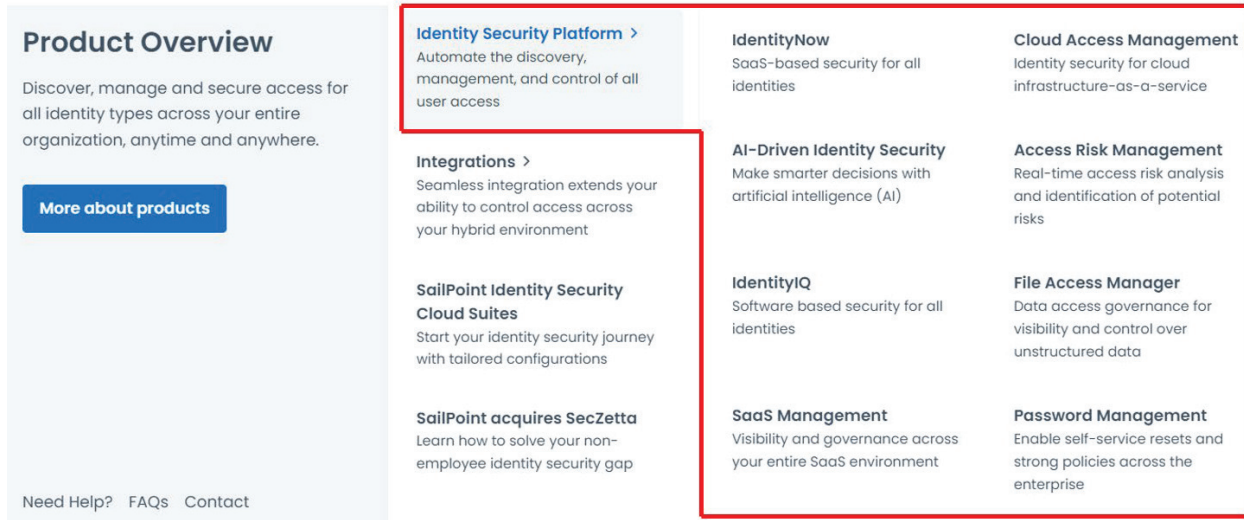 Product Overview
Discover, manage and secure access for
all identity types across your entire
organization, anytime and anywhere.
More about products
Need Help? FAQs Contact
Identity Security Platform >
Automate the discovery,
management, and control of all
user access
Integrations >
Seamless integration extends your
ability to control access across
your hybrid environment
SailPoint Identity Security
Cloud Suites
Start your identity security journey
with tailored configurations
SailPoint acquires SecZetta
Learn how to solve your non-
employee identity security gap
IdentityNow
SaaS-based security for all
identities
AI-Driven Identity Security
Make smarter decisions with
artificial intelligence (AI)
IdentityIQ
Software based security for all
identities
SaaS Management
Visibility and governance across
your entire SaaS environment
Cloud Access Management
Identity security for cloud
infrastructure-as-a-service
Access Risk Management
Real-time access risk analysis
and identification of potential
risks
File Access Manager
Data access governance for
visibility and control over
unstructured data
Password Management
Enable self-service resets and
strong policies across the
enterprise